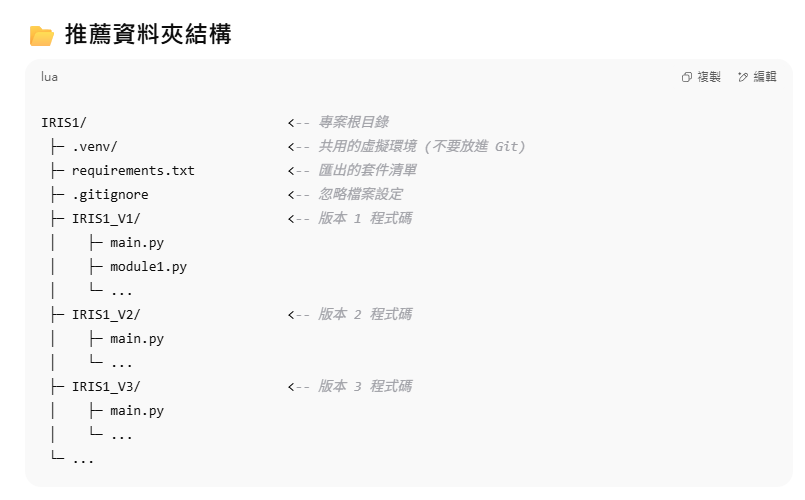 📂 推薦資料夾結構
lua
複製 編輯
IRIS1/                          <-- 專案根目錄
 ├─ .venv/                      <-- 共用的虛擬環境 (不要放進 Git)
 ├─ requirements.txt            <-- 匯出的套件清單
 ├─ .gitignore                  <-- 忽略檔案設定
 ├─ IRIS1_V1/                   <-- 版本 1 程式碼
 │    ├─ main.py
 │    ├─ module1.py
 │    └─ ...
 ├─ IRIS1_V2/                   <-- 版本 2 程式碼
 │    ├─ main.py
 │    └─ ...
 ├─ IRIS1_V3/                   <-- 版本 3 程式碼
 │    ├─ main.py
 │    └─ ...
 └─ ...